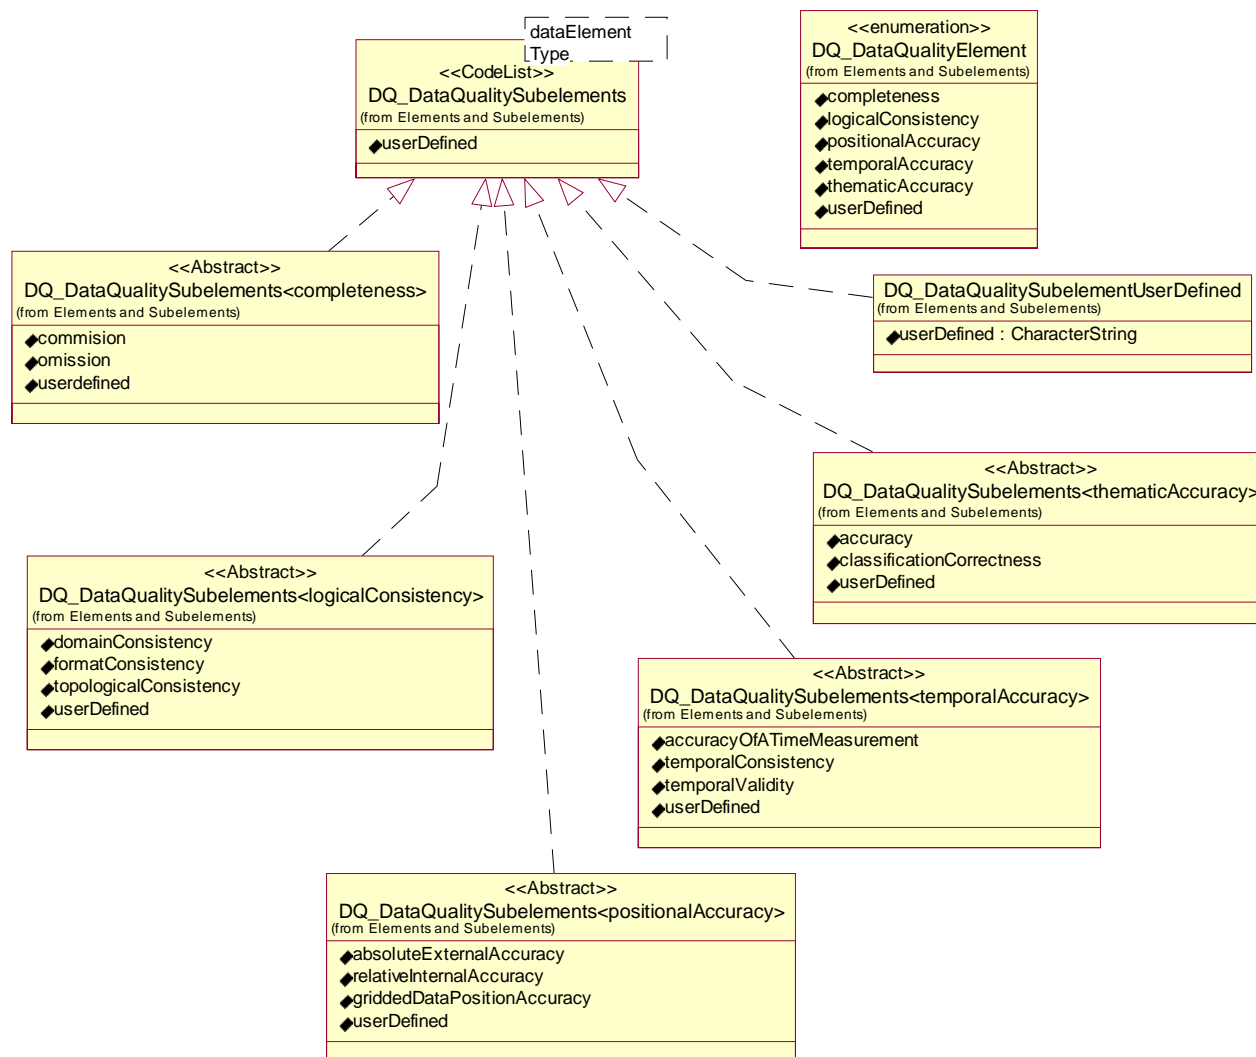 dataElement
Type
<<CodeList>>
DQ_DataQualitySubelements
(from Elements and Subelements)
userDefined
<<enumeration>>
DQ_DataQualityElement
(from Elements and Subelements)
completeness
logicalConsistency
positionalAccuracy
temporalAccuracy
thematicAccuracy
userDefined
<<Abstract>>
DQ_DataQualitySubelements<completeness>
(from Elements and Subelements)
commision
omission
userdefined
DQ_DataQualitySubelementUserDefined
(from Elements and Subelements)
userDefined : CharacterString
<<Abstract>>
DQ_DataQualitySubelements<thematicAccuracy>
(from Elements and Subelements)
accuracy
classificationCorrectness
userDefined
<<Abstract>>
DQ_DataQualitySubelements<logicalConsistency>
(from Elements and Subelements)
domainConsistency
formatConsistency
topologicalConsistency
userDefined
<<Abstract>>
DQ_DataQualitySubelements<temporalAccuracy>
(from Elements and Subelements)
accuracyOfATimeMeasurement
temporalConsistency
temporalValidity
userDefined
<<Abstract>>
DQ_DataQualitySubelements<positionalAccuracy>
(from Elements and Subelements)
absoluteExternalAccuracy
relativeInternalAccuracy
griddedDataPositionAccuracy
userDefined